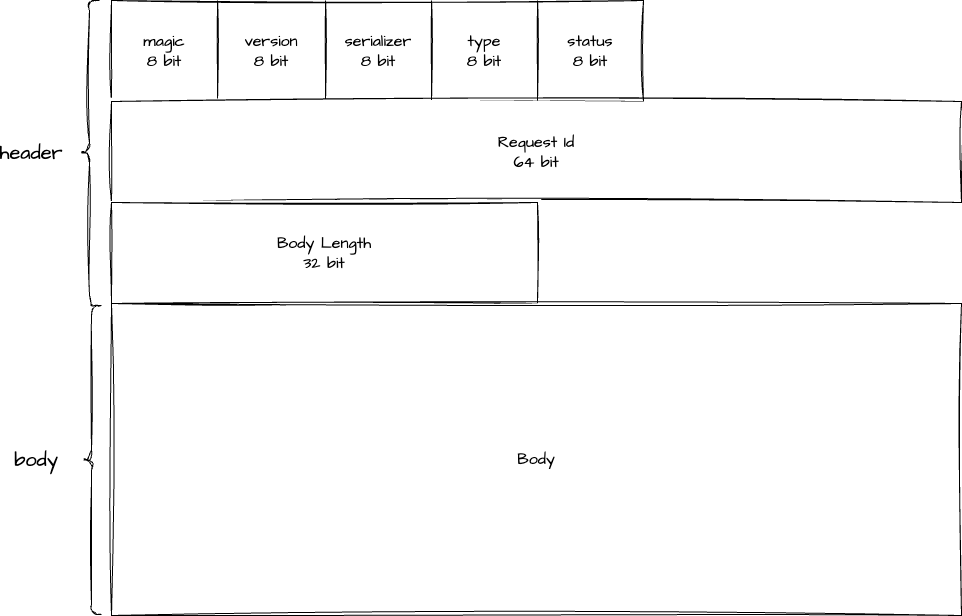 magic
8 bit
version
8 bit
serializer
8 bit
type
8 bit
status
8 bit
header
Request Id
64 bit
Body Length
32 bit
body
Body